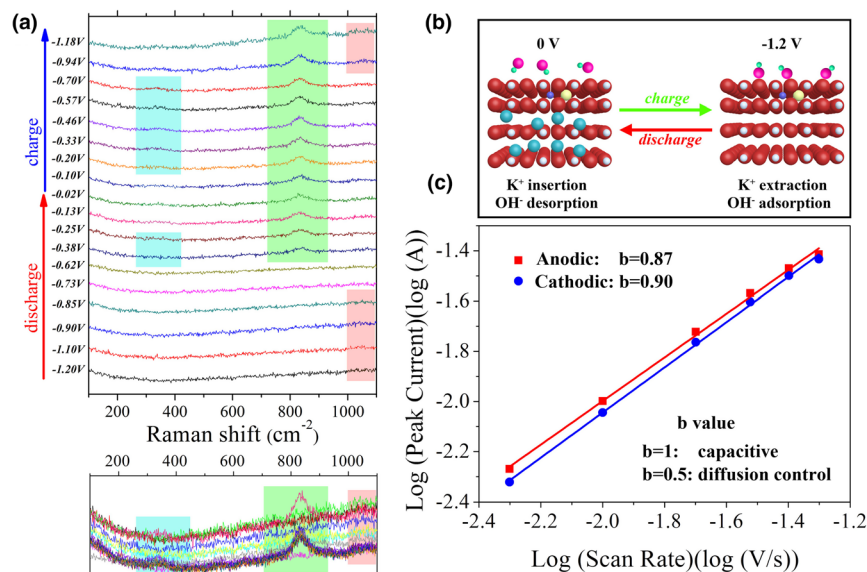 (a)
-1.18V
-0.94V
-0.70V
-0.57V
-0.46V
-0.33V
-0.20V
-0.10V
-0.02V
-0.13V
-0.25V
-0.38V
-0.62V
-0.73V
-0.85V
-0.90V
-1.10V
-1.20V
charge
discharge
200 400 600 800 1000
Raman shift (cm⁻²)
200 400 600 800 1000
(b)
0 V
-1.2 V
charge
discharge
K⁺ insertion
OH⁻ desorption
K⁺ extraction
OH⁻ adsorption
(c)
Log (Peak Current)(log (A))
-1.4
-1.6
-1.8
-2.0
-2.2
-2.4
Anodic: b=0.87
Cathodic: b=0.90
b value
b=1: capacitive
b=0.5: diffusion control
-2.4 -2.2 -2.0 -1.8 -1.6 -1.4 -1.2
Log (Scan Rate)(log (V/s))